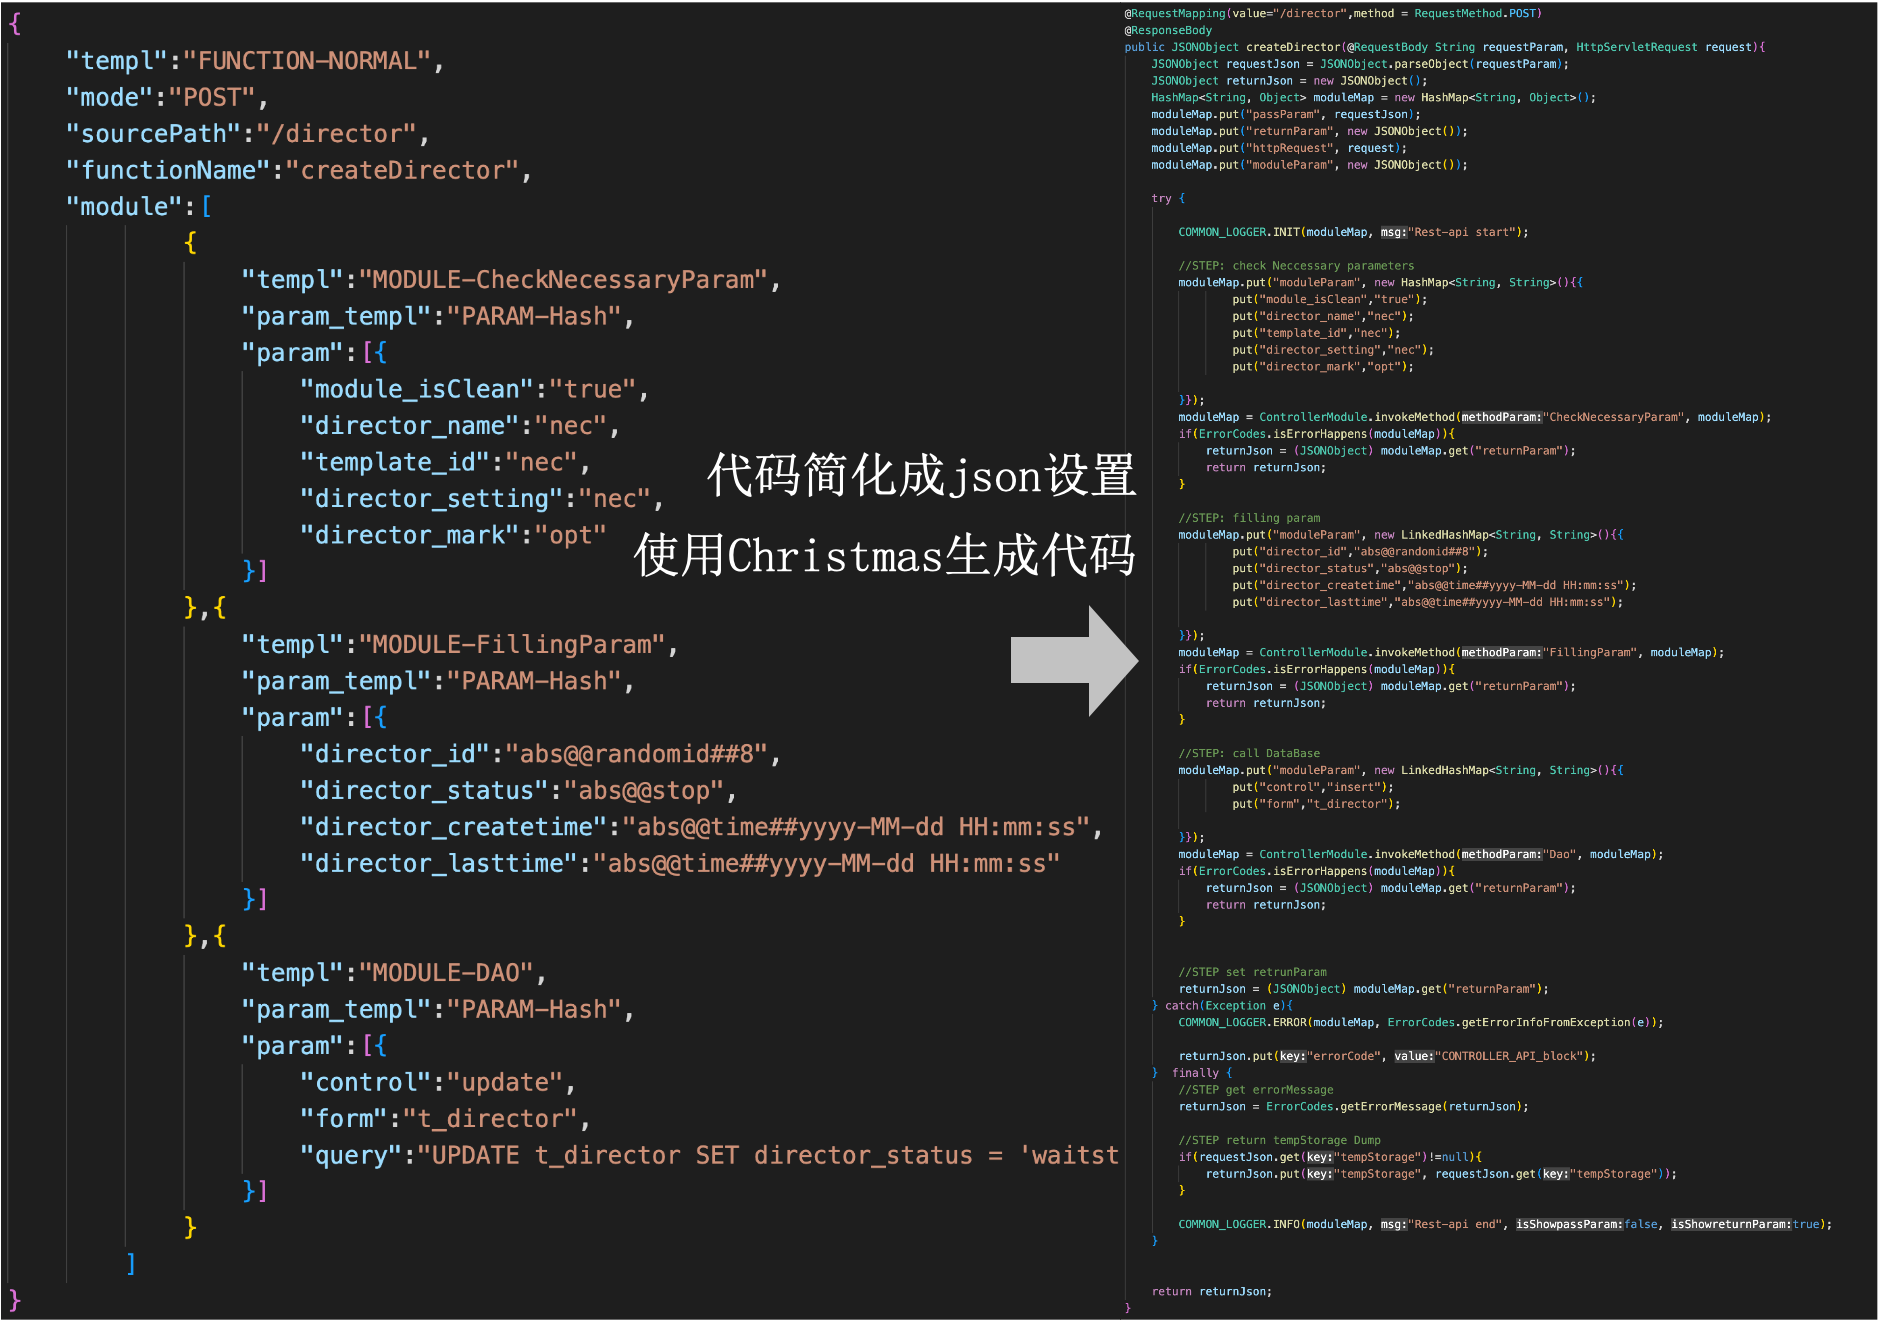 {
"templ":"FUNCTION-NORMAL",
"mode":"POST",
"sourcePath":"/director",
"functionName":"createDirector",
"module":[
{
"templ":"MODULE-CheckNecessaryParam",
"param_templ":"PARAM-Hash",
"param":[{
"module_isClean":"true",
"director_name":"nec",
"template_id":"nec",
"director_setting":"nec",
"director_mark":"opt"
}]
},{
"templ":"MODULE-FillingParam",
"param_templ":"PARAM-Hash",
"param":[{
"director_id":"abs@@randomid##8",
"director_status":"abs@@stop",
"director_createtime":"abs@@time##yyyy-MM-dd HH:mm:ss",
"director_lasttime":"abs@@time##yyyy-MM-dd HH:mm:ss"
}]
},{
"templ":"MODULE-DAO",
"param_templ":"PARAM-Hash",
"param":[{
"control":"update",
"form":"t_director",
"query":"UPDATE t_director SET director_status = 'waitst
}]
}
]
}
代码简化成json设置
使用Christmas生成代码
@RequestMapping(value="/director",method = RequestMethod.POST)
@ResponseBody
public JSONObject createDirector(@RequestBody String requestParam, HttpServletRequest request){
JSONObject requestJson = JSONObject.parseObject(requestParam);
JSONObject returnJson = new JSONObject();
HashMap<String, Object> moduleMap = new HashMap<String, Object>();
moduleMap.put("passParam", requestJson);
moduleMap.put("returnParam", new JSONObject());
moduleMap.put("httpRequest", request);
moduleMap.put("moduleParam", new JSONObject());
try {
COMMON_LOGGER.INIT(moduleMap, msg:"Rest-api start");
//STEP: check Neccessary parameters
moduleMap.put("moduleParam", new HashMap<String, String>(){{
put("module_isClean","true");
put("director_name","nec");
put("template_id","nec");
put("director_setting","nec");
put("director_mark","opt");
}});
moduleMap = ControllerModule.invokeMethod(methodParam:"CheckNecessaryParam", moduleMap);
if(ErrorCodes.isErrorHappens(moduleMap)){
returnJson = (JSONObject) moduleMap.get("returnParam");
return returnJson;
}
//STEP: filling param
moduleMap.put("moduleParam", new LinkedHashMap<String, String>(){{
put("director_id","abs@@randomid##8");
put("director_status","abs@@stop");
put("director_createtime","abs@@time##yyyy-MM-dd HH:mm:ss");
put("director_lasttime","abs@@time##yyyy-MM-dd HH:mm:ss");
}});
moduleMap = ControllerModule.invokeMethod(methodParam:"FillingParam", moduleMap);
if(ErrorCodes.isErrorHappens(moduleMap)){
returnJson = (JSONObject) moduleMap.get("returnParam");
return returnJson;
}
//STEP: call DataBase
moduleMap.put("moduleParam", new LinkedHashMap<String, String>(){{
put("control","insert");
put("form","t_director");
}});
moduleMap = ControllerModule.invokeMethod(methodParam:"Dao", moduleMap);
if(ErrorCodes.isErrorHappens(moduleMap)){
returnJson = (JSONObject) moduleMap.get("returnParam");
return returnJson;
}
//STEP set retrunParam
returnJson = (JSONObject) moduleMap.get("returnParam");
} catch(Exception e){
COMMON_LOGGER.ERROR(moduleMap, ErrorCodes.getErrorInfoFromException(e));
returnJson.put(key:"errorCode", value:"CONTROLLER_API_block");
} finally {
//STEP get errorMessage
returnJson = ErrorCodes.getErrorMessage(returnJson);
//STEP return tempStorage Dump
if(requestJson.get(key:"tempStorage")!=null){
returnJson.put(key:"tempStorage", requestJson.get(key:"tempStorage"));
}
COMMON_LOGGER.INFO(moduleMap, msg:"Rest-api end", isShowpassParam:false, isShowreturnParam:true);
}
return returnJson;
}